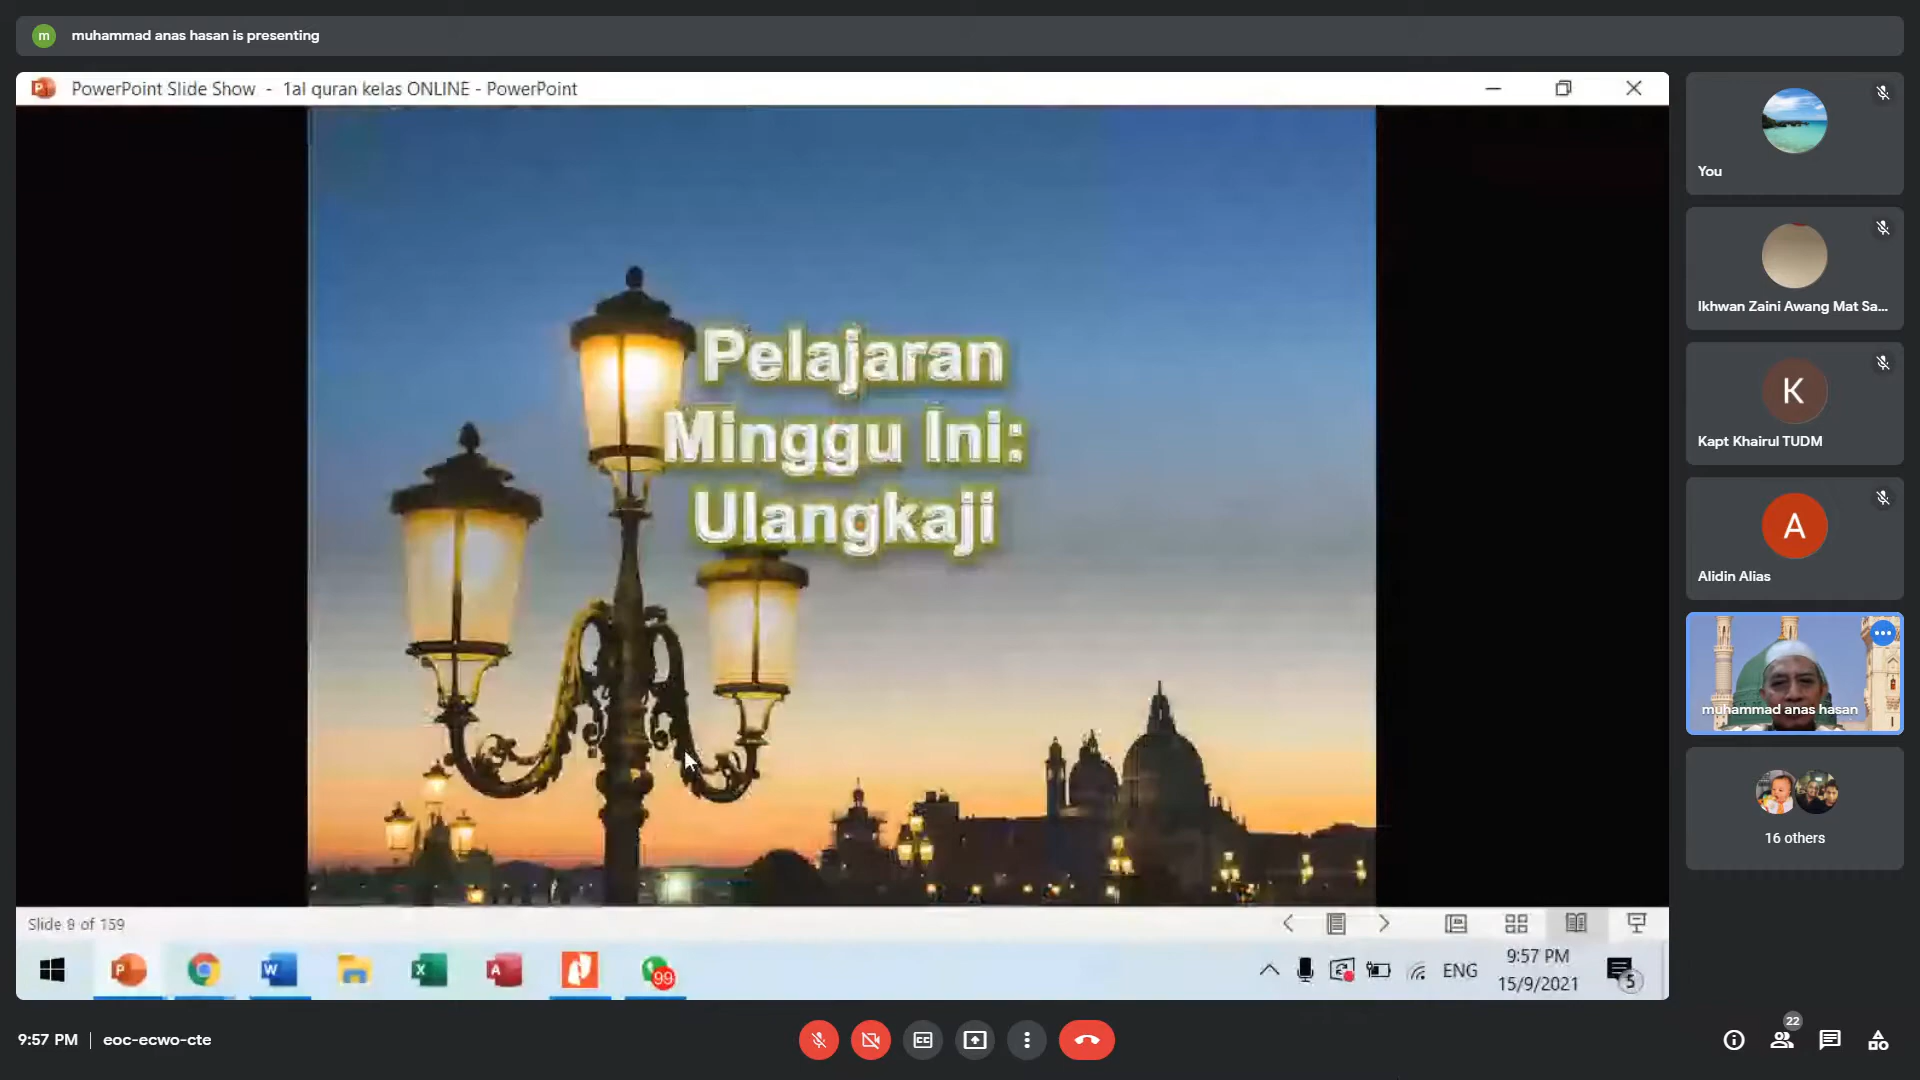 m
muhammad anas hasan is presenting
PowerPoint Slide Show - 1al quran kelas ONLINE - PowerPoint
Pelajaran
Minggu Ini:
Ulangkaji
Slide 9 of 159
99
ENG
9:57 PM
15/9/2021
5
You
Ikhwan Zaini Awang Mat Sa...
K
Kapt Khairul TUDM
A
Alidin Alias
muhammad anas hasan
16 others
9:57 PM
eoc-ecwo-cte
22